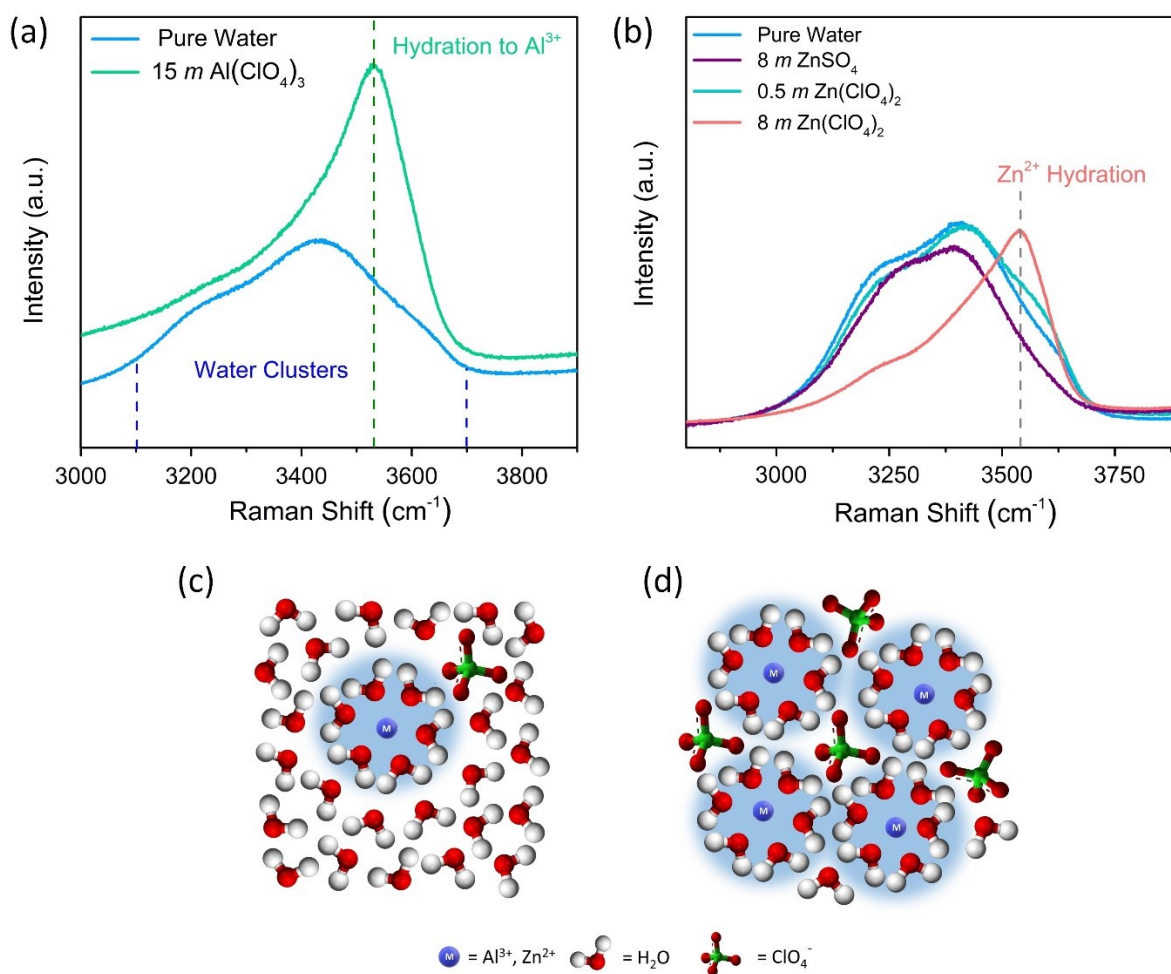 (a)
Pure Water
15 m Al(ClO4)3
Hydration to Al³⁺
Water Clusters
Intensity (a.u.)
3000 3200 3400 3600 3800
Raman Shift (cm⁻¹)
(b)
Pure Water
8 m ZnSO₄
0.5 m Zn(ClO₄)₂
8 m Zn(ClO₄)₂
Zn²⁺ Hydration
Intensity (a.u.)
3000 3250 3500 3750
Raman Shift (cm⁻¹)
(c)
M
(d)
M
M
M
M
M = Al³⁺, Zn²⁺ = H₂O = ClO₄⁻